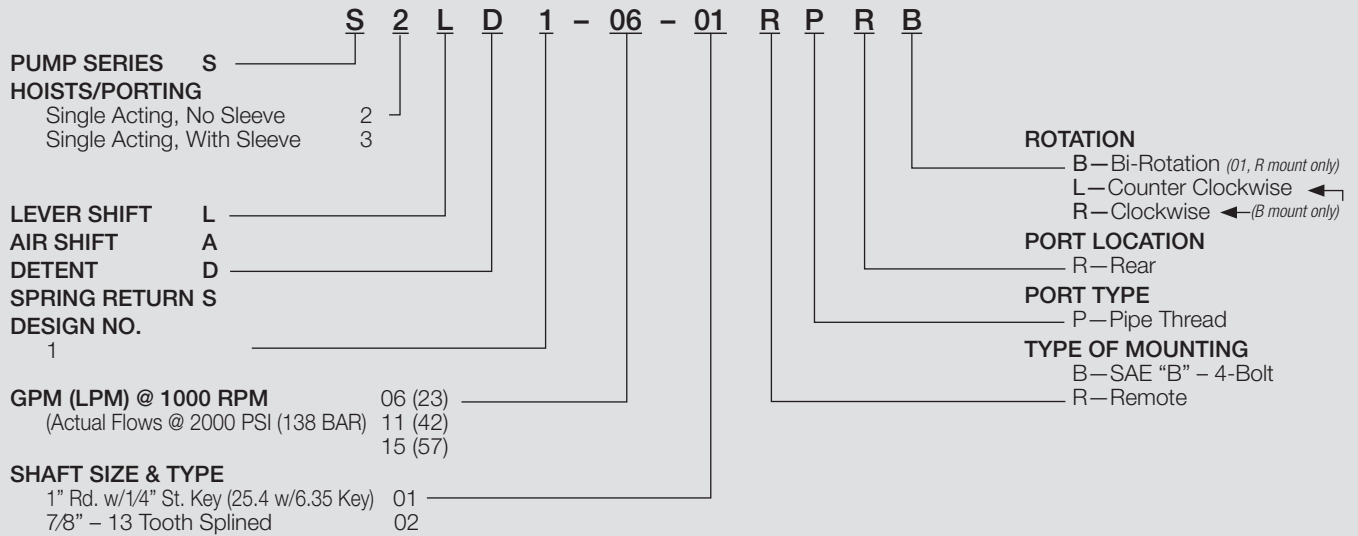 S 2 L D 1 – 06 – 01 R P R B
PUMP SERIES S
HOISTS/PORTING
Single Acting, No Sleeve 2
Single Acting, With Sleeve 3
LEVER SHIFT L
AIR SHIFT A
DETENT D
SPRING RETURN S
DESIGN NO.
1
GPM (LPM) @ 1000 RPM 06 (23)
(Actual Flows @ 2000 PSI (138 BAR) 11 (42)
15 (57)
SHAFT SIZE & TYPE
1" Rd. w/1/4" St. Key (25.4 w/6.35 Key) 01
7/8" – 13 Tooth Splined 02
ROTATION
B—Bi-Rotation (01, R mount only)
L—Counter Clockwise
R—Clockwise (B mount only)
PORT LOCATION
R—Rear
PORT TYPE
P—Pipe Thread
TYPE OF MOUNTING
B—SAE “B” – 4-Bolt
R—Remote